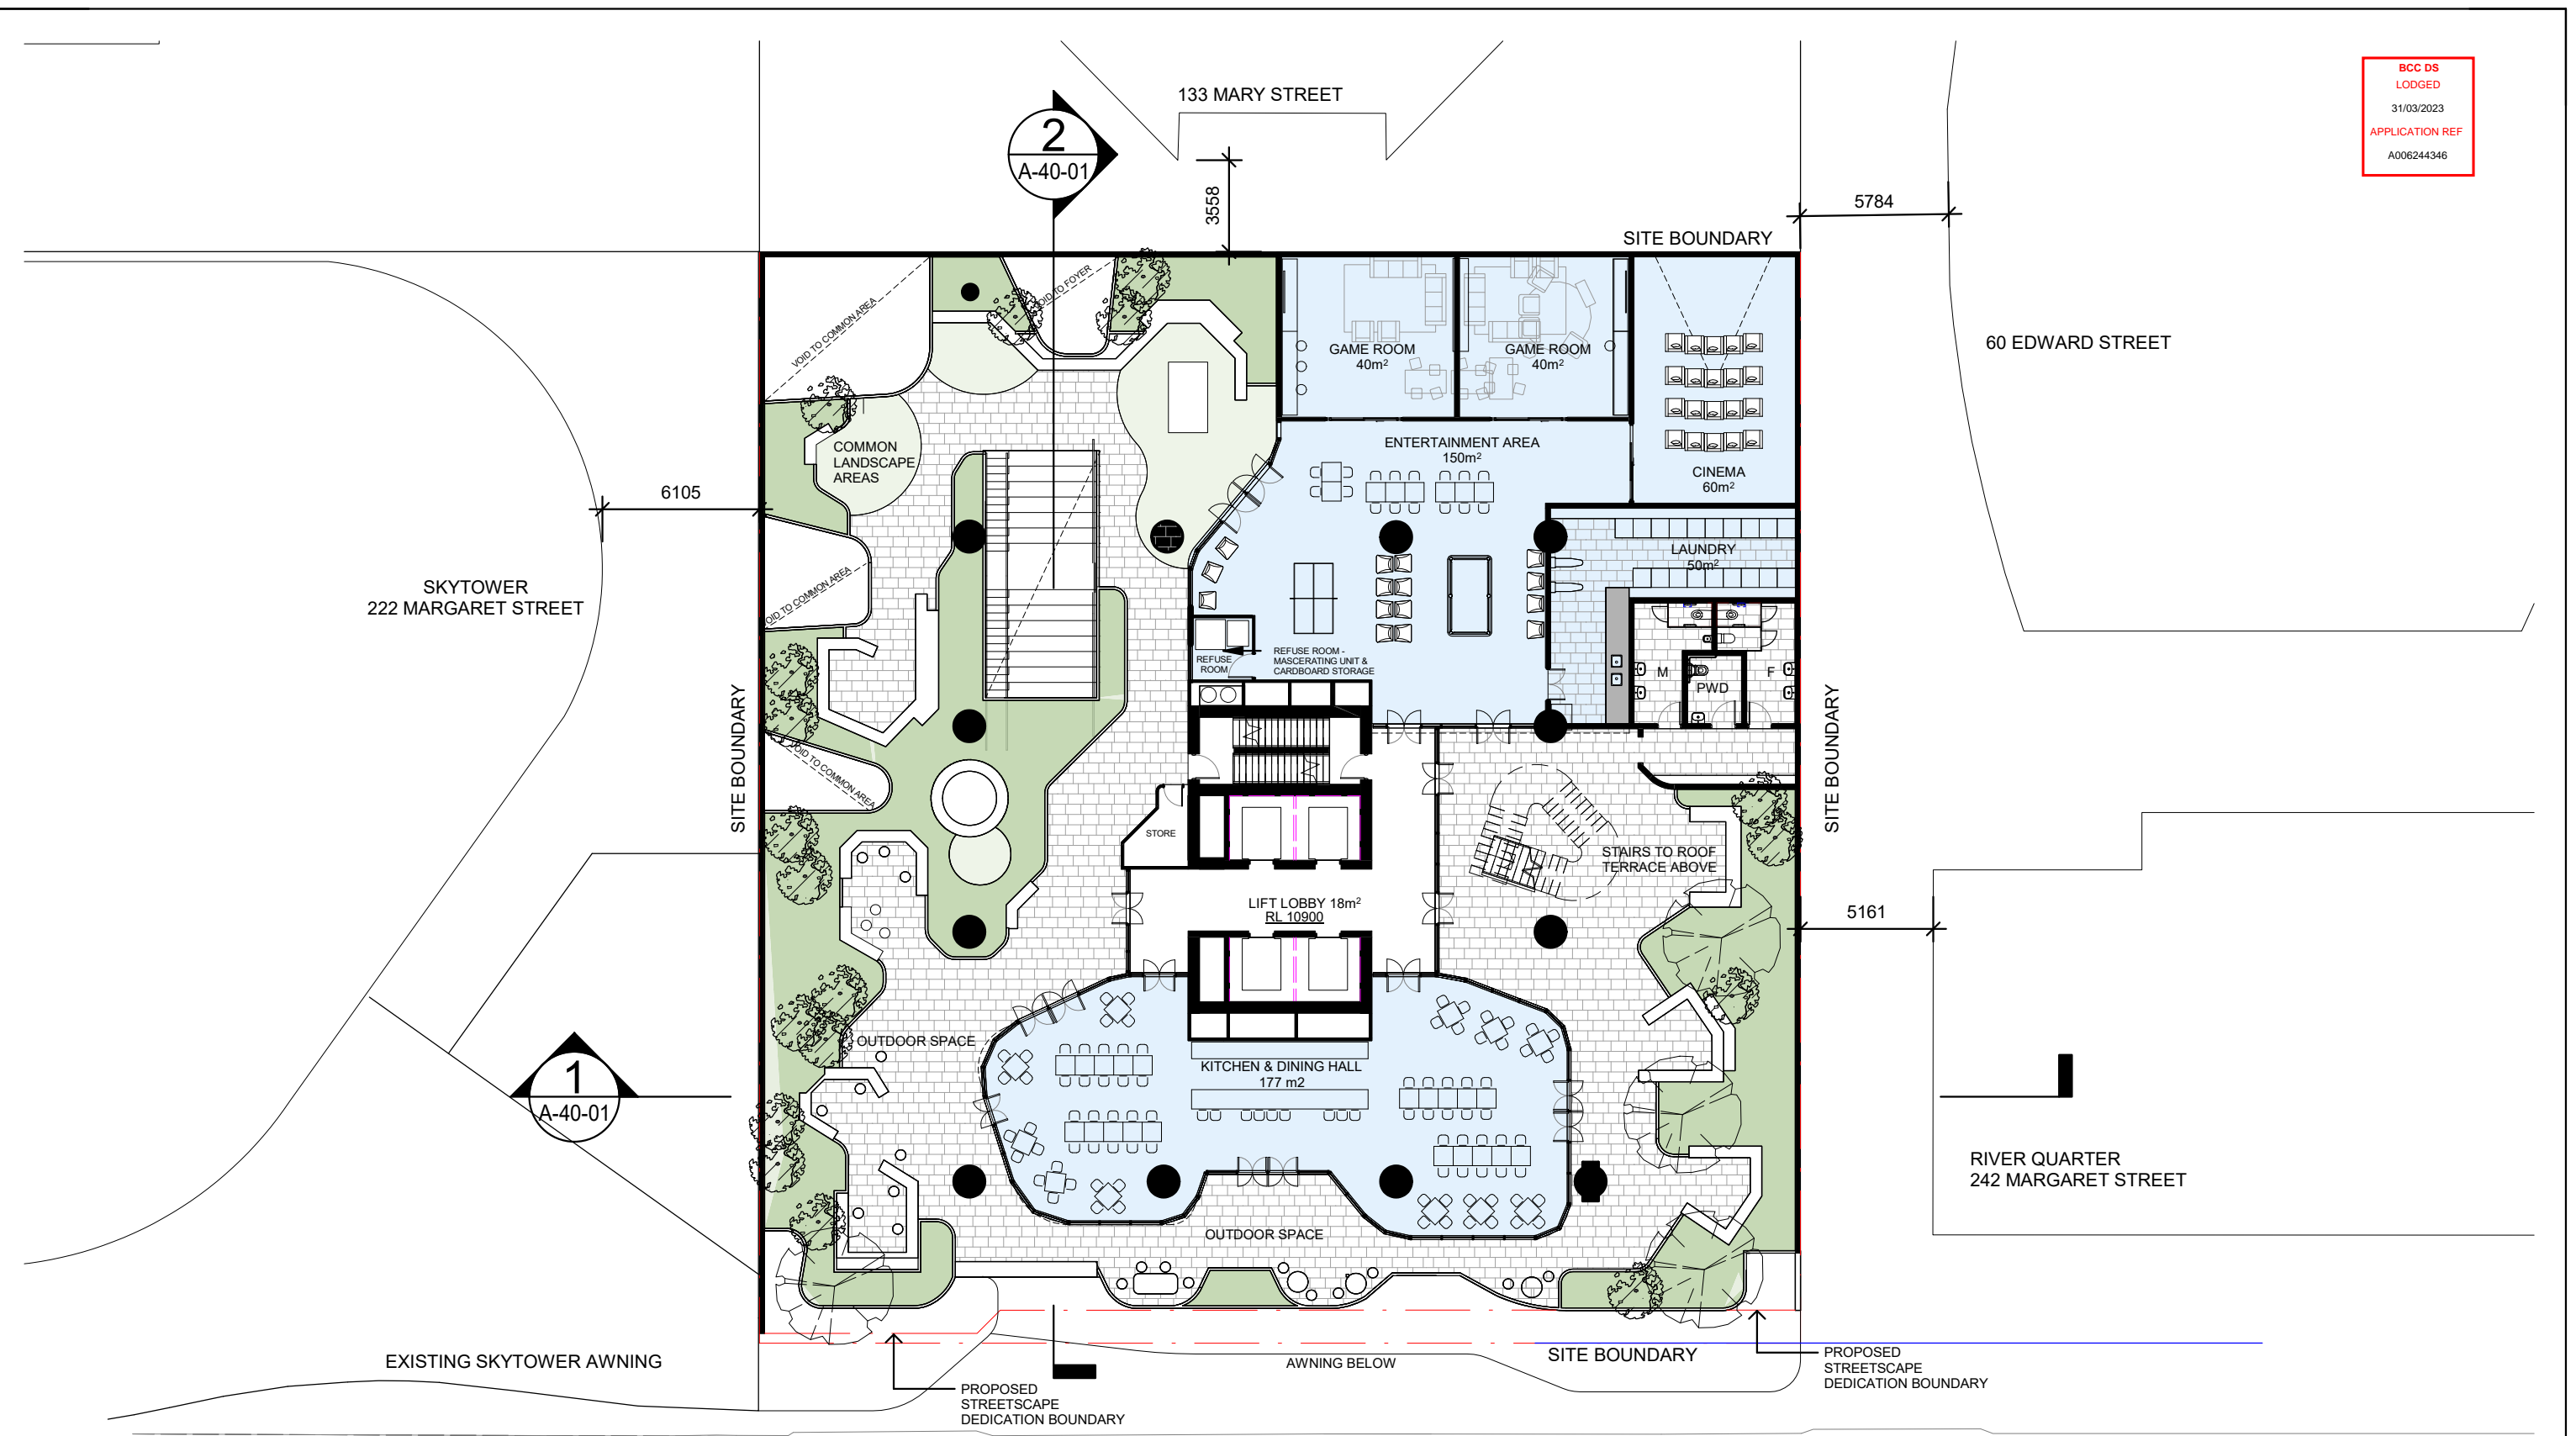 BCC DS
LODGED
31/03/2023
APPLICATION REF
A006244346
133 MARY STREET
2
A-40-01
3558
5784
SITE BOUNDARY
VOID TO COMMON AREA
VOID TO FOYER
60 EDWARD STREET
GAME ROOM
40m²
GAME ROOM
40m²
ENTERTAINMENT AREA
150m²
COMMON
LANDSCAPE
AREAS
CINEMA
60m²
6105
LAUNDRY
50m²
SKYTOWER
222 MARGARET STREET
VOID TO COMMON AREA
REFUSE
ROOM
REFUSE ROOM -
MASCERATING UNIT &
CARDBOARD STORAGE
M
PWD
F
SITE BOUNDARY
SITE BOUNDARY
VOID TO COMMON AREA
STORE
STAIRS TO ROOF
TERRACE ABOVE
LIFT LOBBY 18m²
RL 10900
5161
OUTDOOR SPACE
KITCHEN & DINING HALL
177 m2
1
A-40-01
RIVER QUARTER
242 MARGARET STREET
OUTDOOR SPACE
EXISTING SKYTOWER AWNING
AWNING BELOW
SITE BOUNDARY
PROPOSED
STREETSCAPE
DEDICATION BOUNDARY
PROPOSED
STREETSCAPE
DEDICATION BOUNDARY